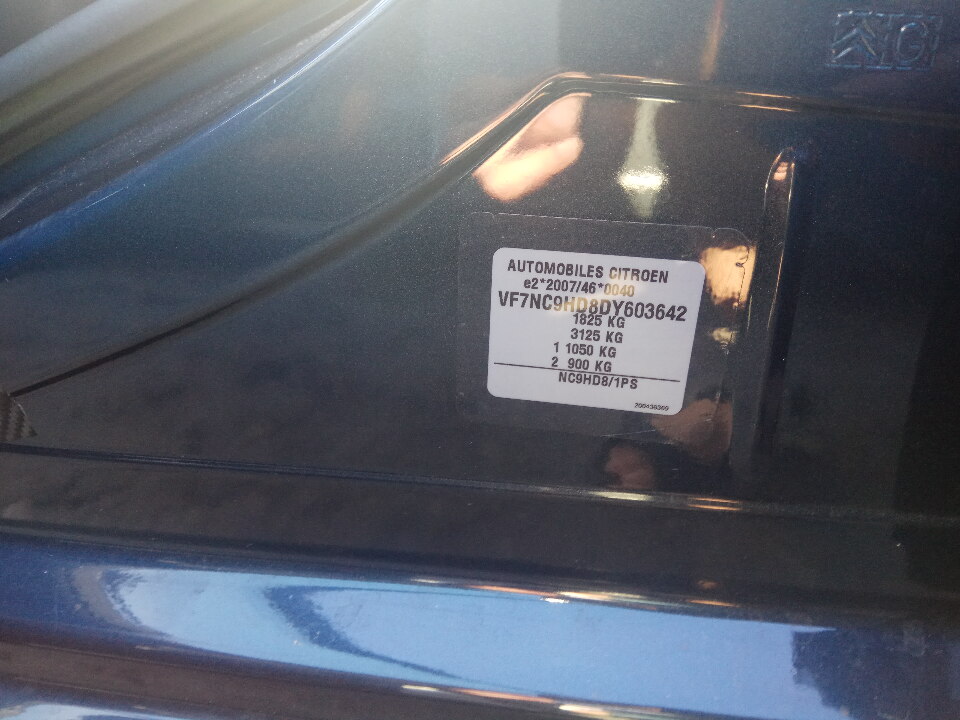 AUTOMOBILES CITROEN
e2*2007/46*0040
VF7NC9HD8DY603642
1825 KG
3125 KG
1 1050 KG
2 900 KG
NC9HD8/1PS